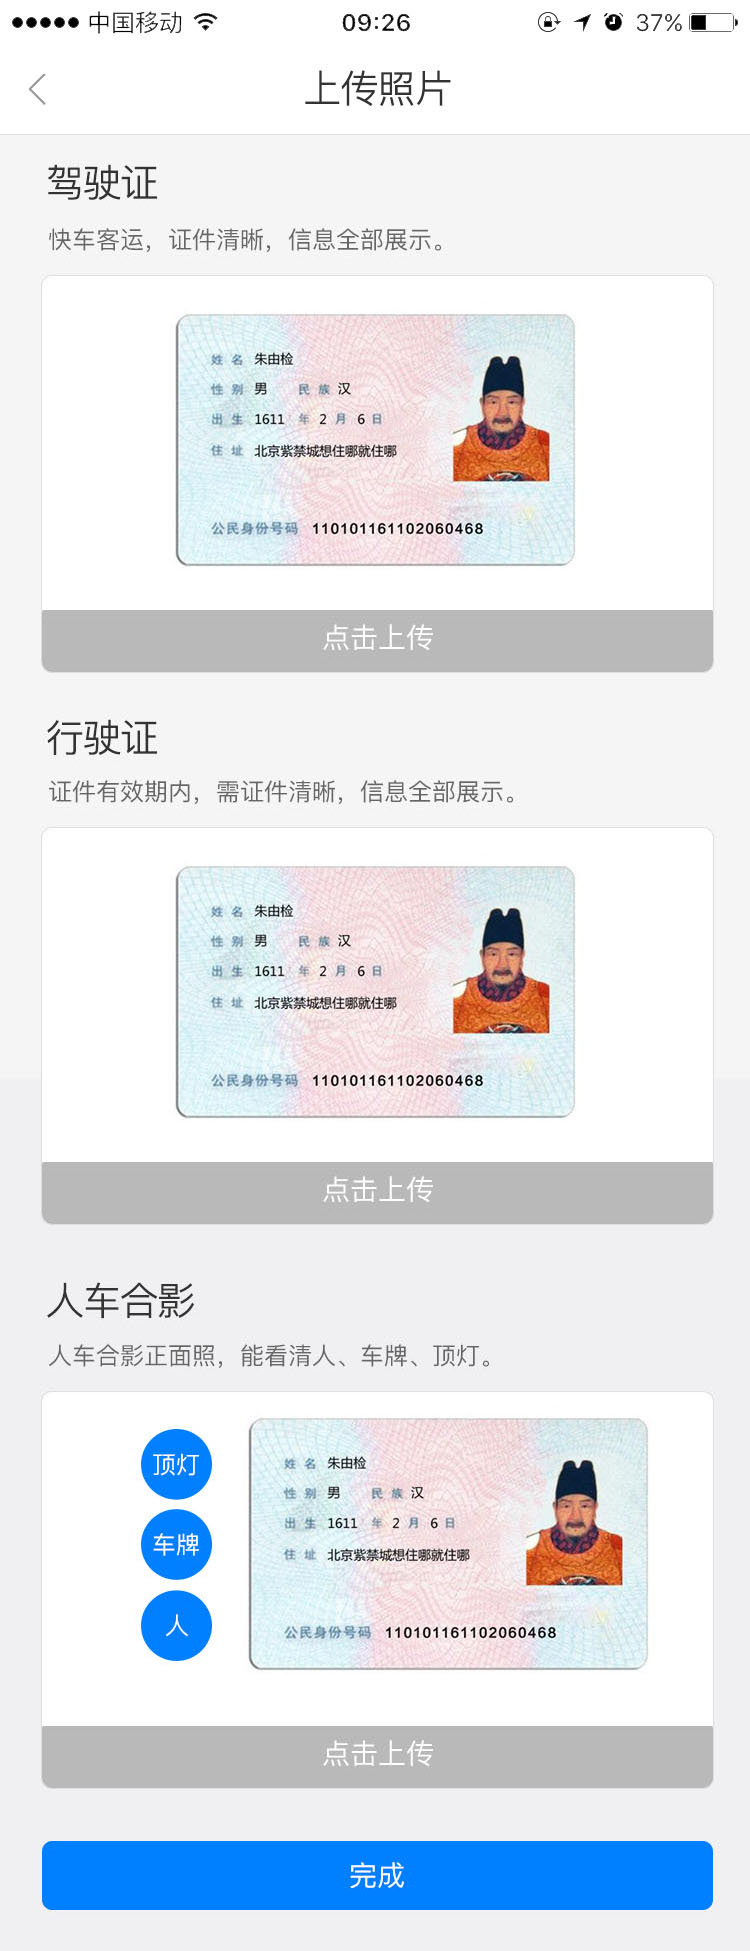 中国移动 09:26 37%
上传照片
驾驶证
快车客运，证件清晰，信息全部展示。
姓名 朱由检
性别 男 民族 汉
出生 1611 年 2 月 6 日
住址 北京紫禁城想住哪就住哪
公民身份号码 110101161102060468
点击上传
行驶证
证件有效期内，需证件清晰，信息全部展示。
姓名 朱由检
性别 男 民族 汉
出生 1611 年 2 月 6 日
住址 北京紫禁城想住哪就住哪
公民身份号码 110101161102060468
点击上传
人车合影
人车合影正面照，能看清人、车牌、顶灯。
顶灯
车牌
人
姓名 朱由检
性别 男 民族 汉
出生 1611 年 2 月 6 日
住址 北京紫禁城想住哪就住哪
公民身份号码 110101161102060468
点击上传
完成